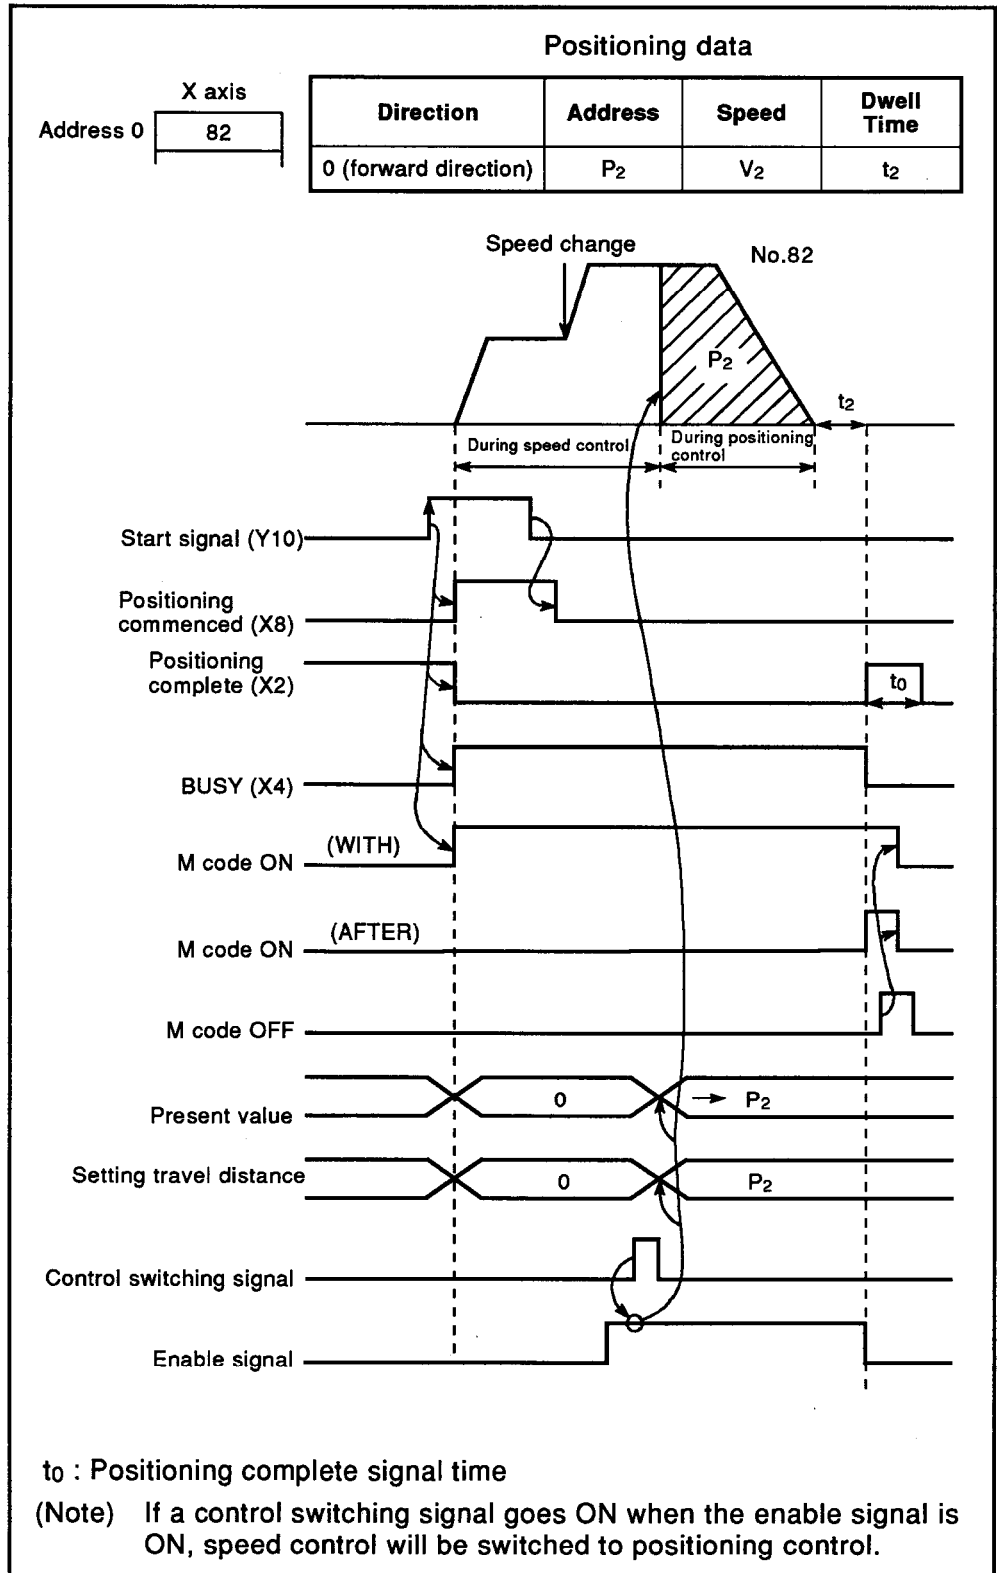 Positioning data
X axis
Address 0
82
Direction Address Speed Dwell Time
0 (forward direction) P2 V2 t2
Speed change
No.82
P2
t2
During speed control
During positioning
control
Start signal (Y10)
Positioning
commenced (X8)
Positioning
complete (X2)
t0
BUSY (X4)
M code ON (WITH)
M code ON (AFTER)
M code OFF
Present value 0 → P2
Setting travel distance 0 P2
Control switching signal
Enable signal
t0 : Positioning complete signal time
(Note) If a control switching signal goes ON when the enable signal is
ON, speed control will be switched to positioning control.